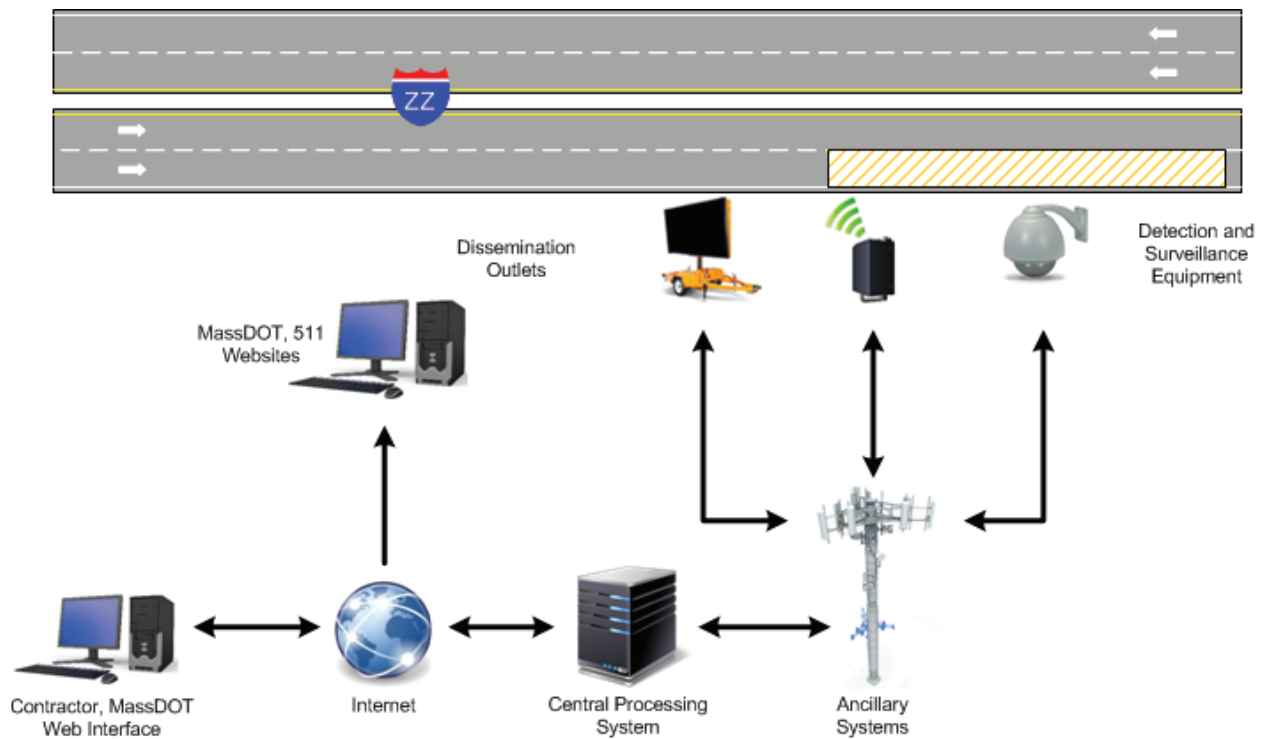 ZZ
Dissemination
Outlets
Detection and
Surveillance
Equipment
MassDOT, 511
Websites
Contractor, MassDOT
Web Interface
Internet
Central Processing
System
Ancillary
Systems